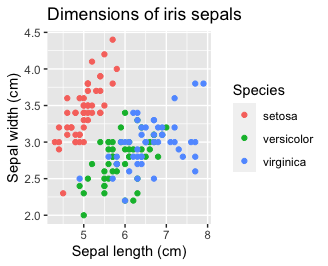 Dimensions of iris sepals
4.5
4.0
3.5
3.0
2.5
2.0
Sepal width (cm)
5
6
7
8
Sepal length (cm)
Species
setosa
versicolor
virginica